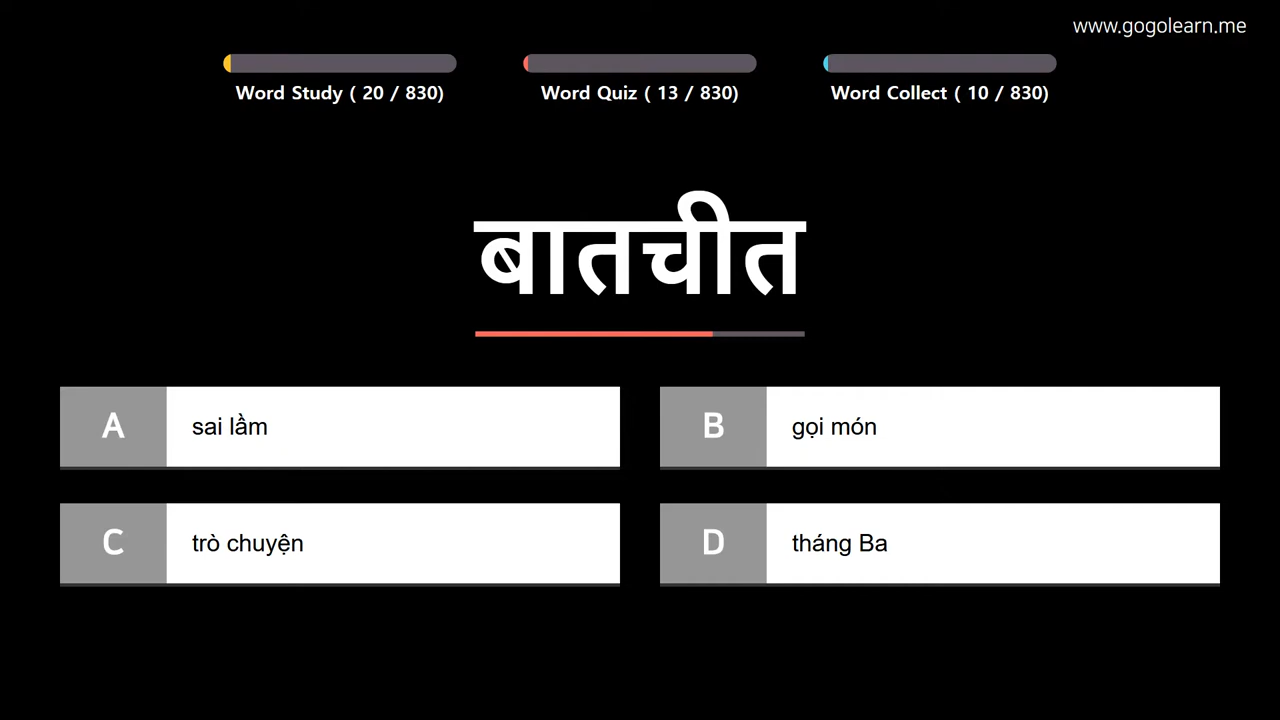 www.gogolearn.me
Word Study ( 20 / 830)
Word Quiz ( 13 / 830)
Word Collect ( 10 / 830)
बातचीत
A
sai lầm
B
gọi món
C
trò chuyện
D
tháng Ba